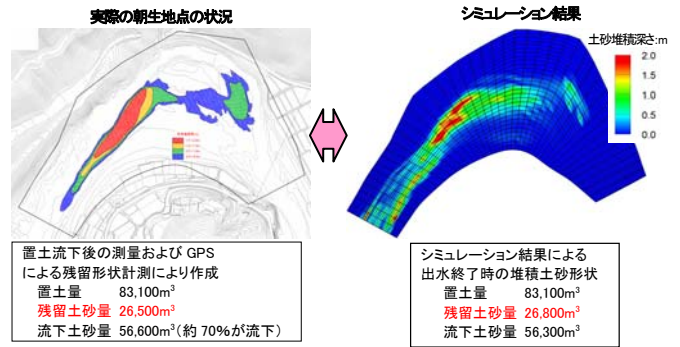 実際の朝生地点の状況
シミュレーション結果
土砂堆積深さ:m
2.0
1.5
1.0
0.5
0.0
置土流下後の測量および GPS
による残留形状計測により作成
置土量 83,100m³
残留土砂量 26,500m³
流下土砂量 56,600m³(約 70%が流下)
シミュレーション結果による
出水終了時の堆積土砂形状
置土量 83,100m³
残留土砂量 26,800m³
流下土砂量 56,300m³